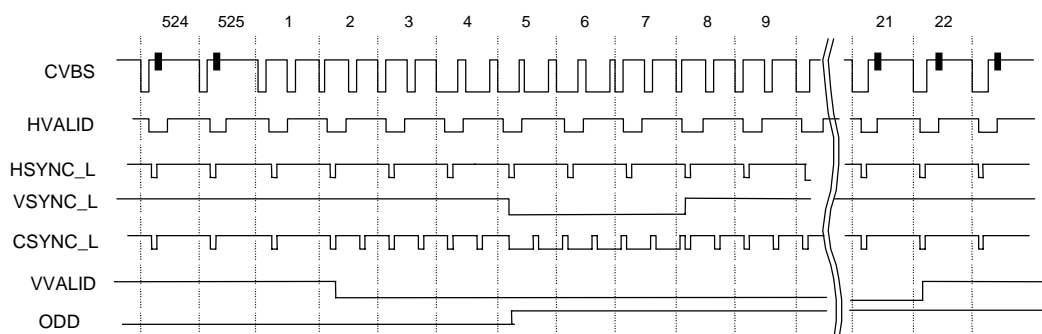 524 525 1 2 3 4 5 6 7 8 9 21 22
CVBS
HVALID
HSYNC_L
VSYNC_L
CSYNC_L
VVALID
ODD